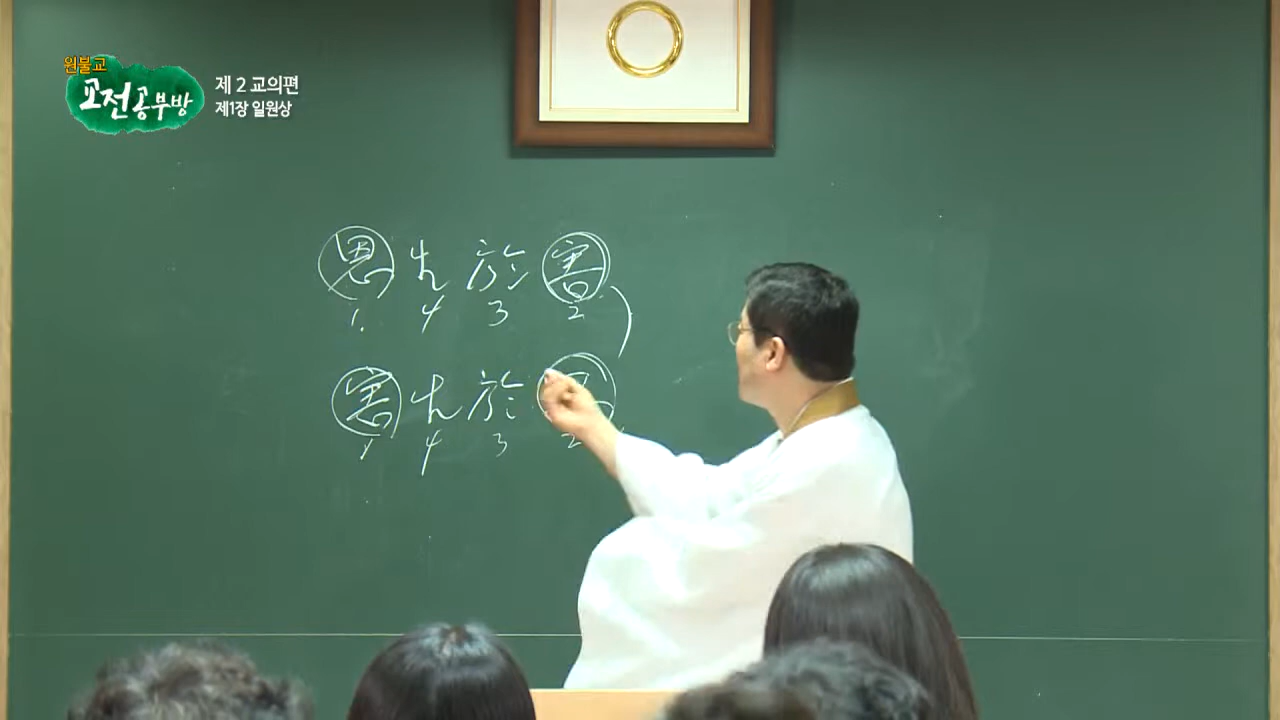 원불교
교전공부방
제 2 교의편
제1장 일원상
恩生於害
1. 4 3 2
害生於
1 4 3 2